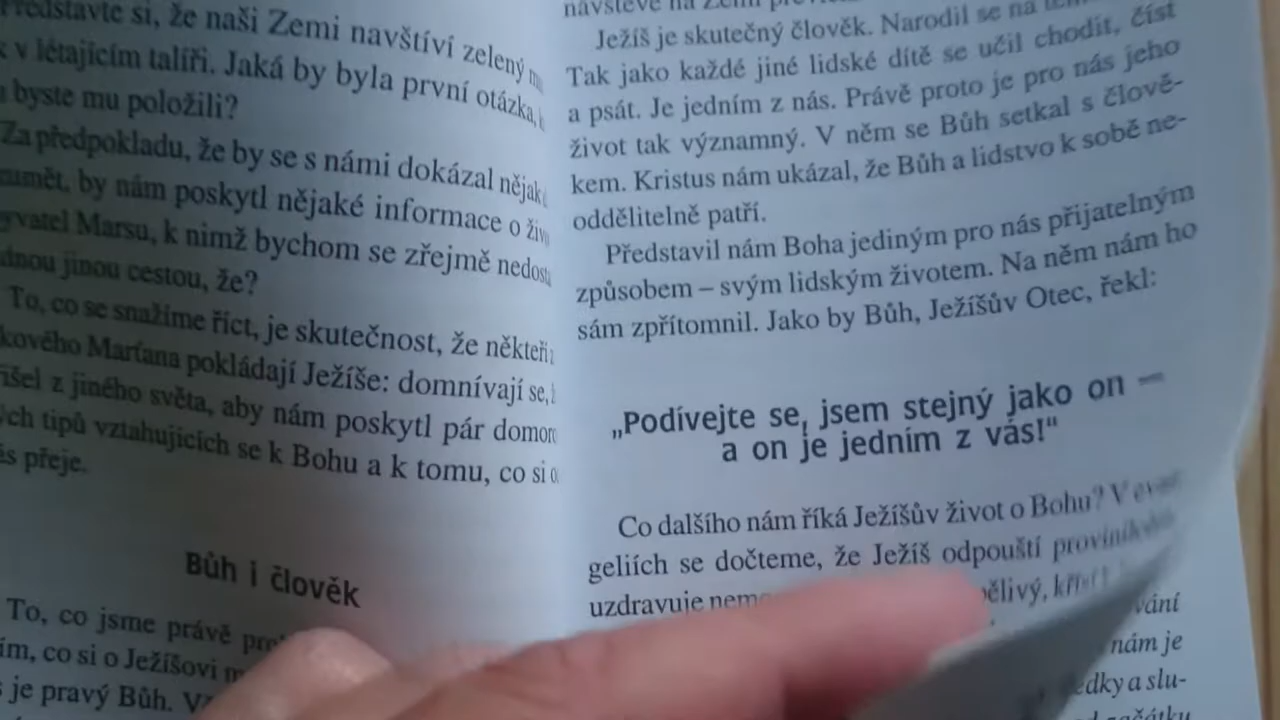 Představte si, že naši Zemi navštíví zelený
v létajícím talíři. Jaká by byla první otázka,
byste mu položili?
Za předpokladu, že by se s námi dokázal
by nám poskytl nějaké informace o
Marsu, k nimž bychom se zřejmě
jinou cestou, že?
To, co se snažíme říct, je skutečnost, že
Marťana pokládají Ježíše: domnívají se,
z jiného světa, aby nám poskytl pár
tipů vztahujících se k Bohu a k tomu, co si
přeje.
Bůh i člověk
To, co jsme právě
co si o Ježíšovi
je pravý Bůh.
návštěvě na Zemi
Ježíš je skutečný člověk. Narodil se na
Tak jako každé jiné lidské dítě se učil chodit, číst
a psát. Je jedním z nás. Právě proto je pro nás jeho
život tak významný. V něm se Bůh setkal s člově-
kem. Kristus nám ukázal, že Bůh a lidstvo k sobě ne-
oddělitelně patří.
Představil nám Boha jediným pro nás přijatelným
způsobem – svým lidským životem. Na něm nám ho
sám zpřítomnil. Jako by Bůh, Ježíšův Otec, řekl:
„Podívejte se, jsem stejný jako on —
a on je jedním z vás!"
Co dalšího nám říká Ježíšův život o Bohu? V
geliích se dočteme, že Ježíš odpouští
uzdravuje
nám je
a slu-